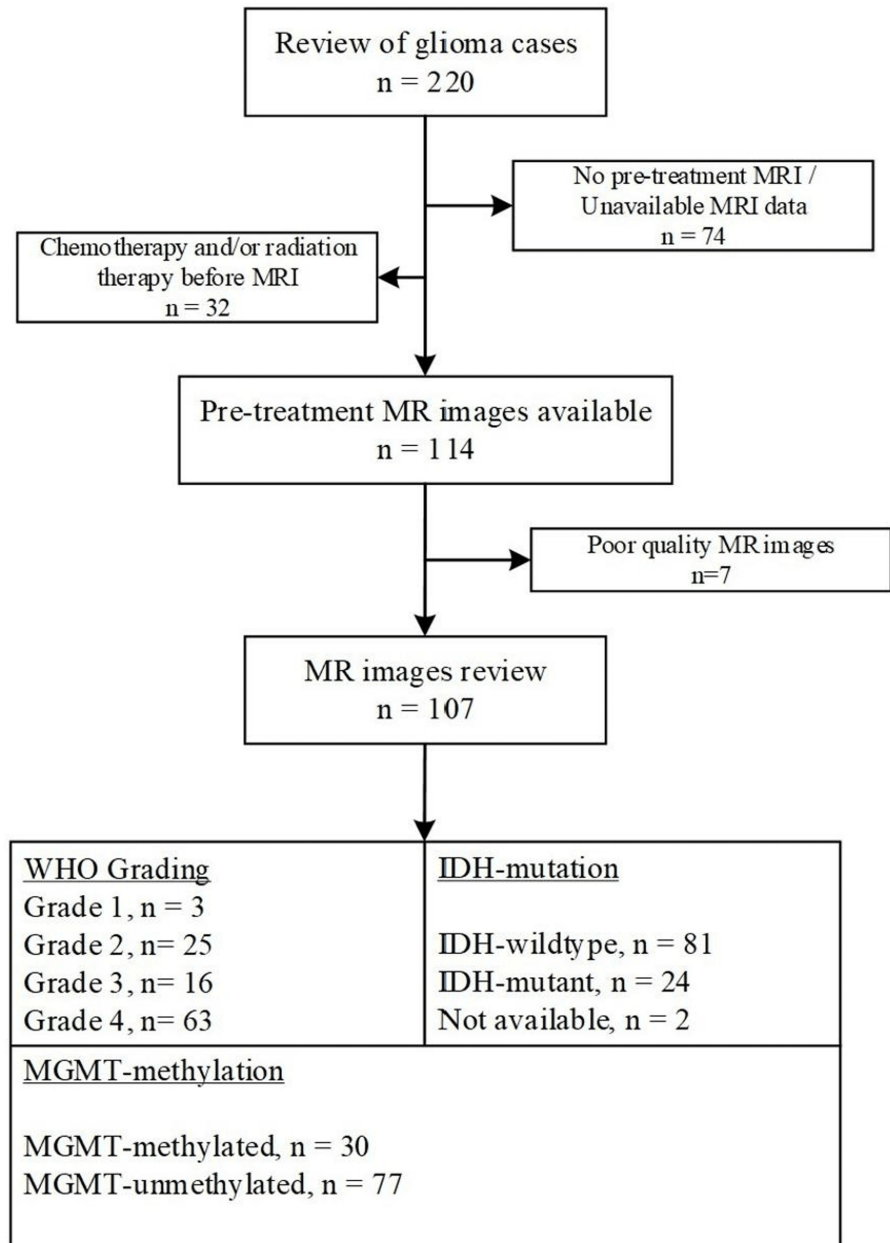 Review of glioma cases
n = 220
No pre-treatment MRI /
Unavailable MRI data
n = 74
Chemotherapy and/or radiation
therapy before MRI
n = 32
Pre-treatment MR images available
n = 114
Poor quality MR images
n=7
MR images review
n = 107
WHO Grading
Grade 1, n = 3
Grade 2, n= 25
Grade 3, n= 16
Grade 4, n= 63
IDH-mutation
IDH-wildtype, n = 81
IDH-mutant, n = 24
Not available, n = 2
MGMT-methylation
MGMT-methylated, n = 30
MGMT-unmethylated, n = 77